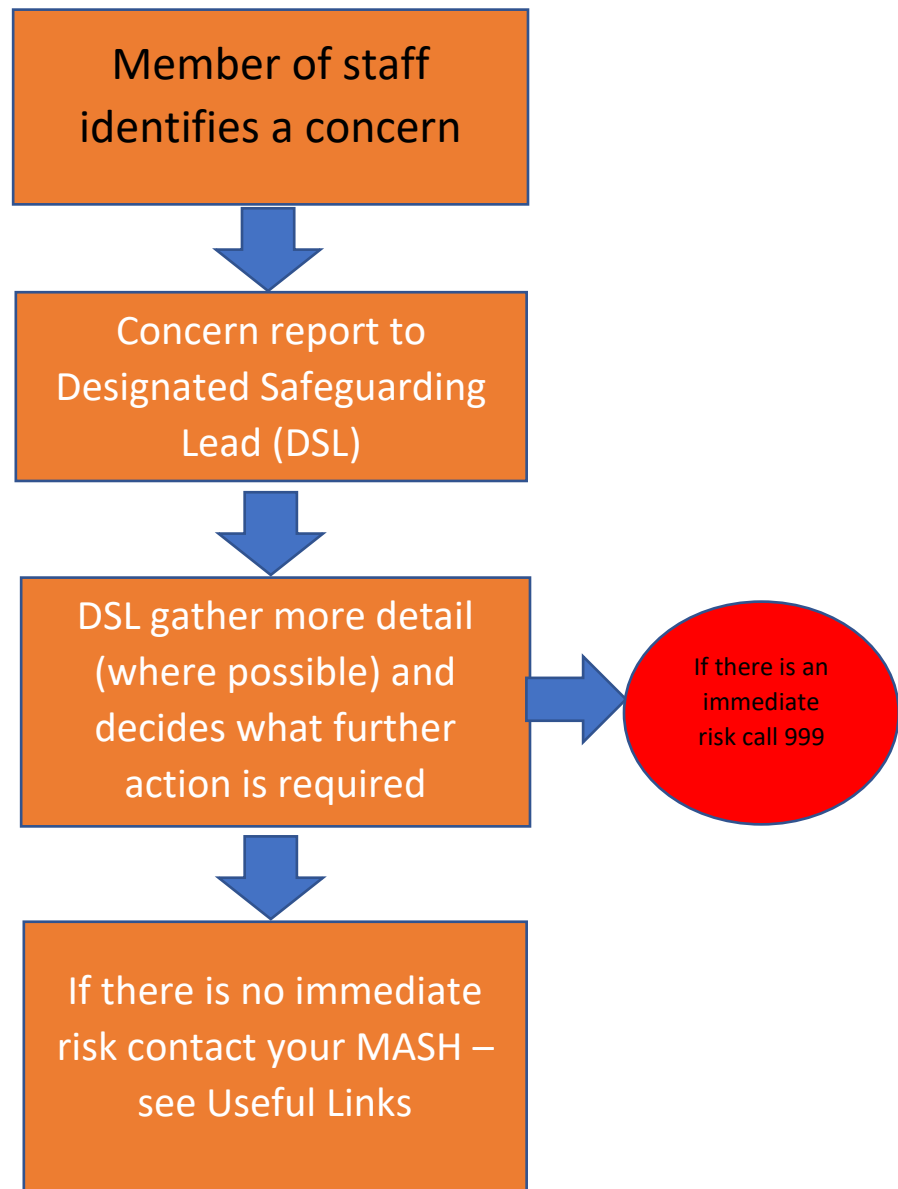 Member of staff
identifies a concern
Concern report to
Designated Safeguarding
Lead (DSL)
DSL gather more detail
(where possible) and
decides what further
action is required
If there is an
immediate
risk call 999
If there is no immediate
risk contact your MASH –
see Useful Links